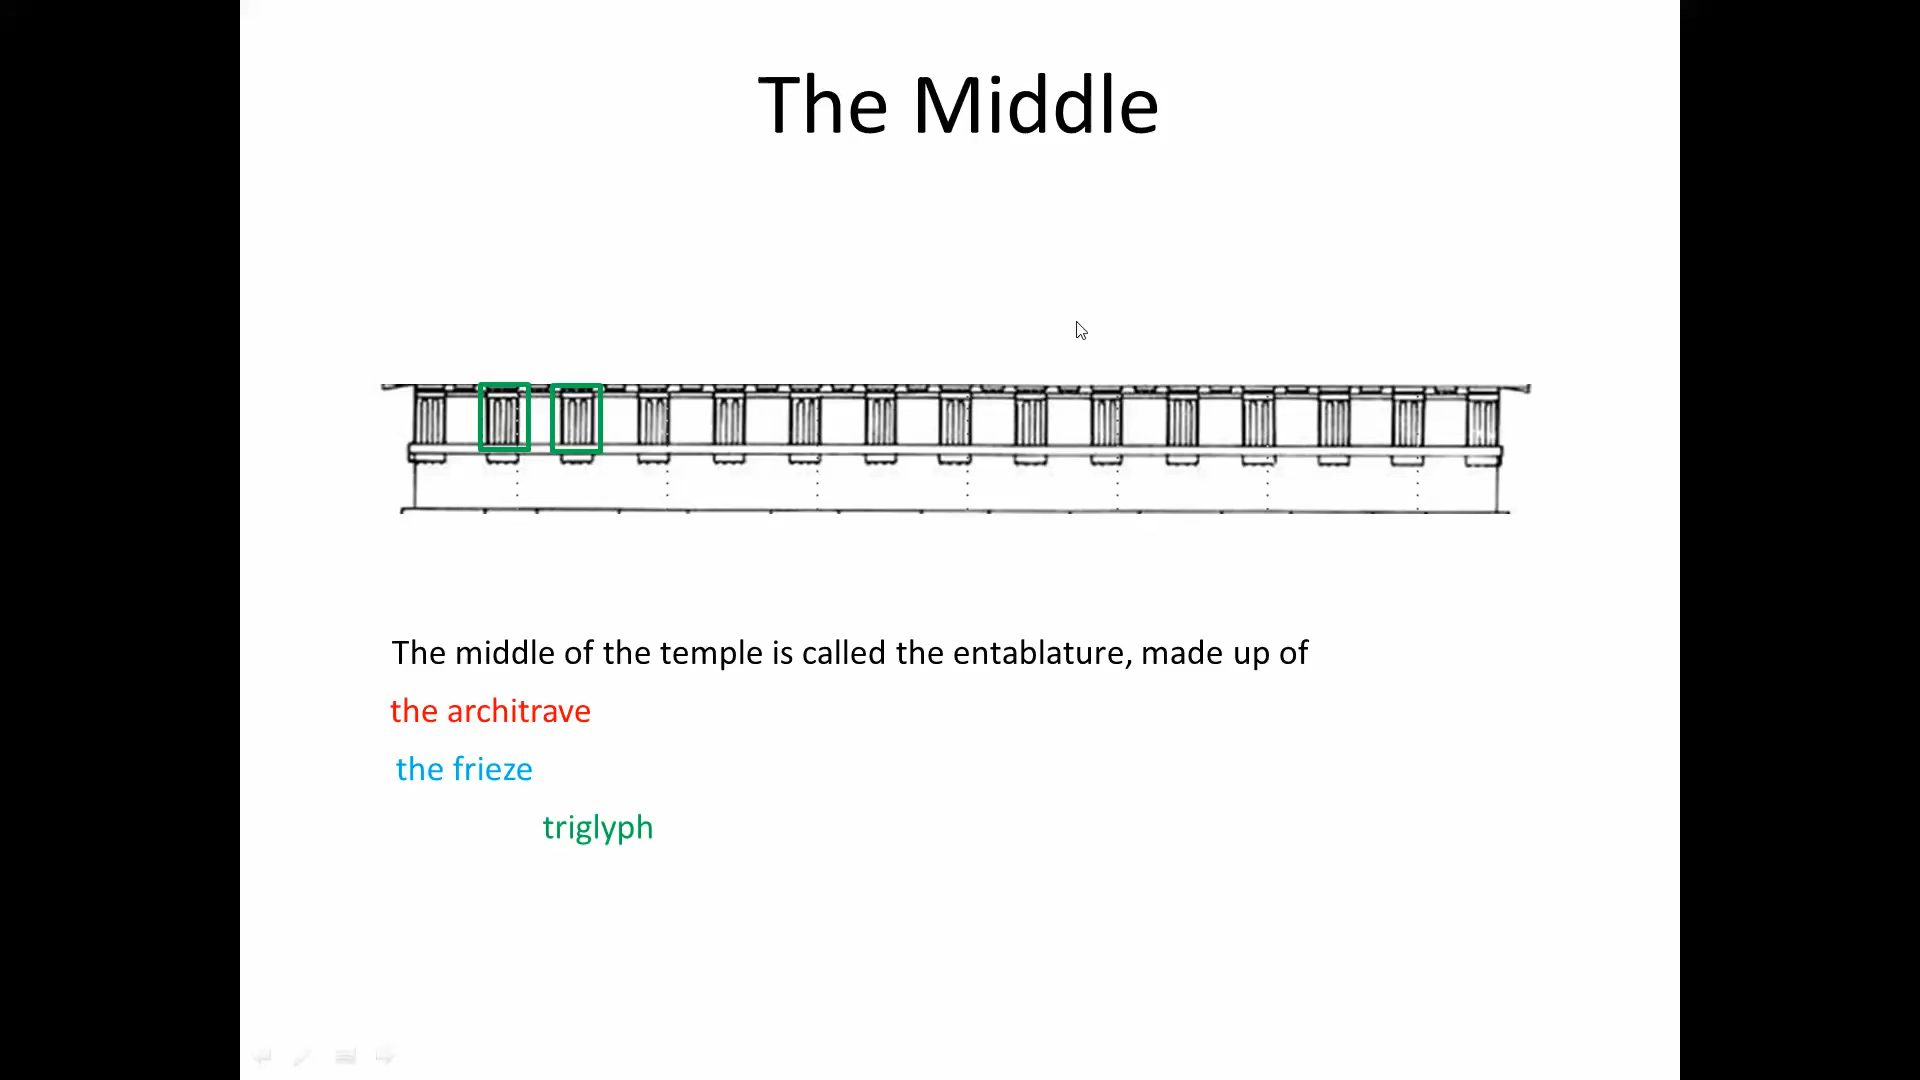 The Middle
The middle of the temple is called the entablature, made up of
the architrave
the frieze
triglyph